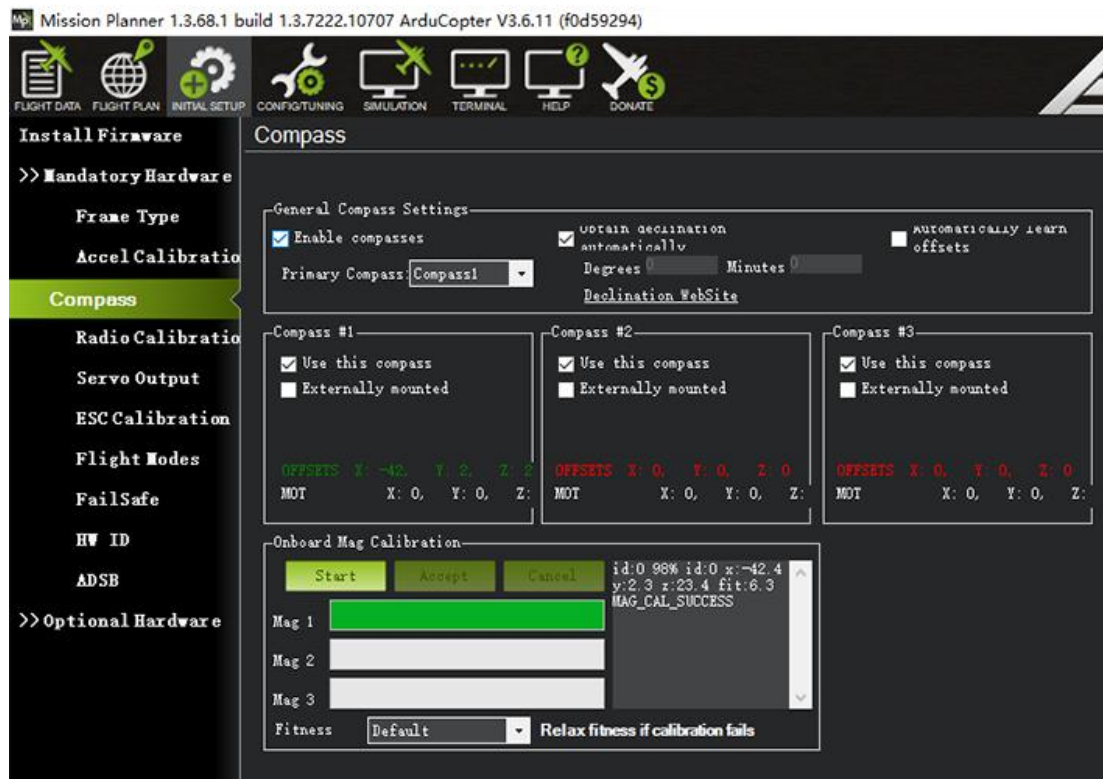 Mission Planner 1.3.68.1 build 1.3.7222.10707 ArduCopter V3.6.11 (f0d59294)
FLIGHT DATA FLIGHT PLAN INITIAL SETUP CONFIG/TUNING SIMULATION TERMINAL HELP DONATE
Install Firmware
>> Mandatory Hardware
Frame Type
Accel Calibratio
Compass
Radio Calibratio
Servo Output
ESC Calibration
Flight Modes
FailSafe
HW ID
ADSB
>> Optional Hardware
Compass
General Compass Settings
Enable compasses
Obtain declination
automatically
Automatically learn
offsets
Primary Compass: Compass1
Degrees 0 Minutes 0
Declination WebSite
Compass #1
Use this compass
Externally mounted
OFFSETS X: -42, Y: 2, Z: 2
MOT X: 0, Y: 0, Z:
Compass #2
Use this compass
Externally mounted
OFFSETS X: 0, Y: 0, Z: 0
MOT X: 0, Y: 0, Z:
Compass #3
Use this compass
Externally mounted
OFFSETS X: 0, Y: 0, Z: 0
MOT X: 0, Y: 0, Z:
Onboard Mag Calibration
Start Accept Cancel
id:0 98% id:0 x:-42.4
y:2.3 z:23.4 fit:6.3
MAG_CAL_SUCCESS
Mag 1
Mag 2
Mag 3
Fitness Default Relax fitness if calibration fails